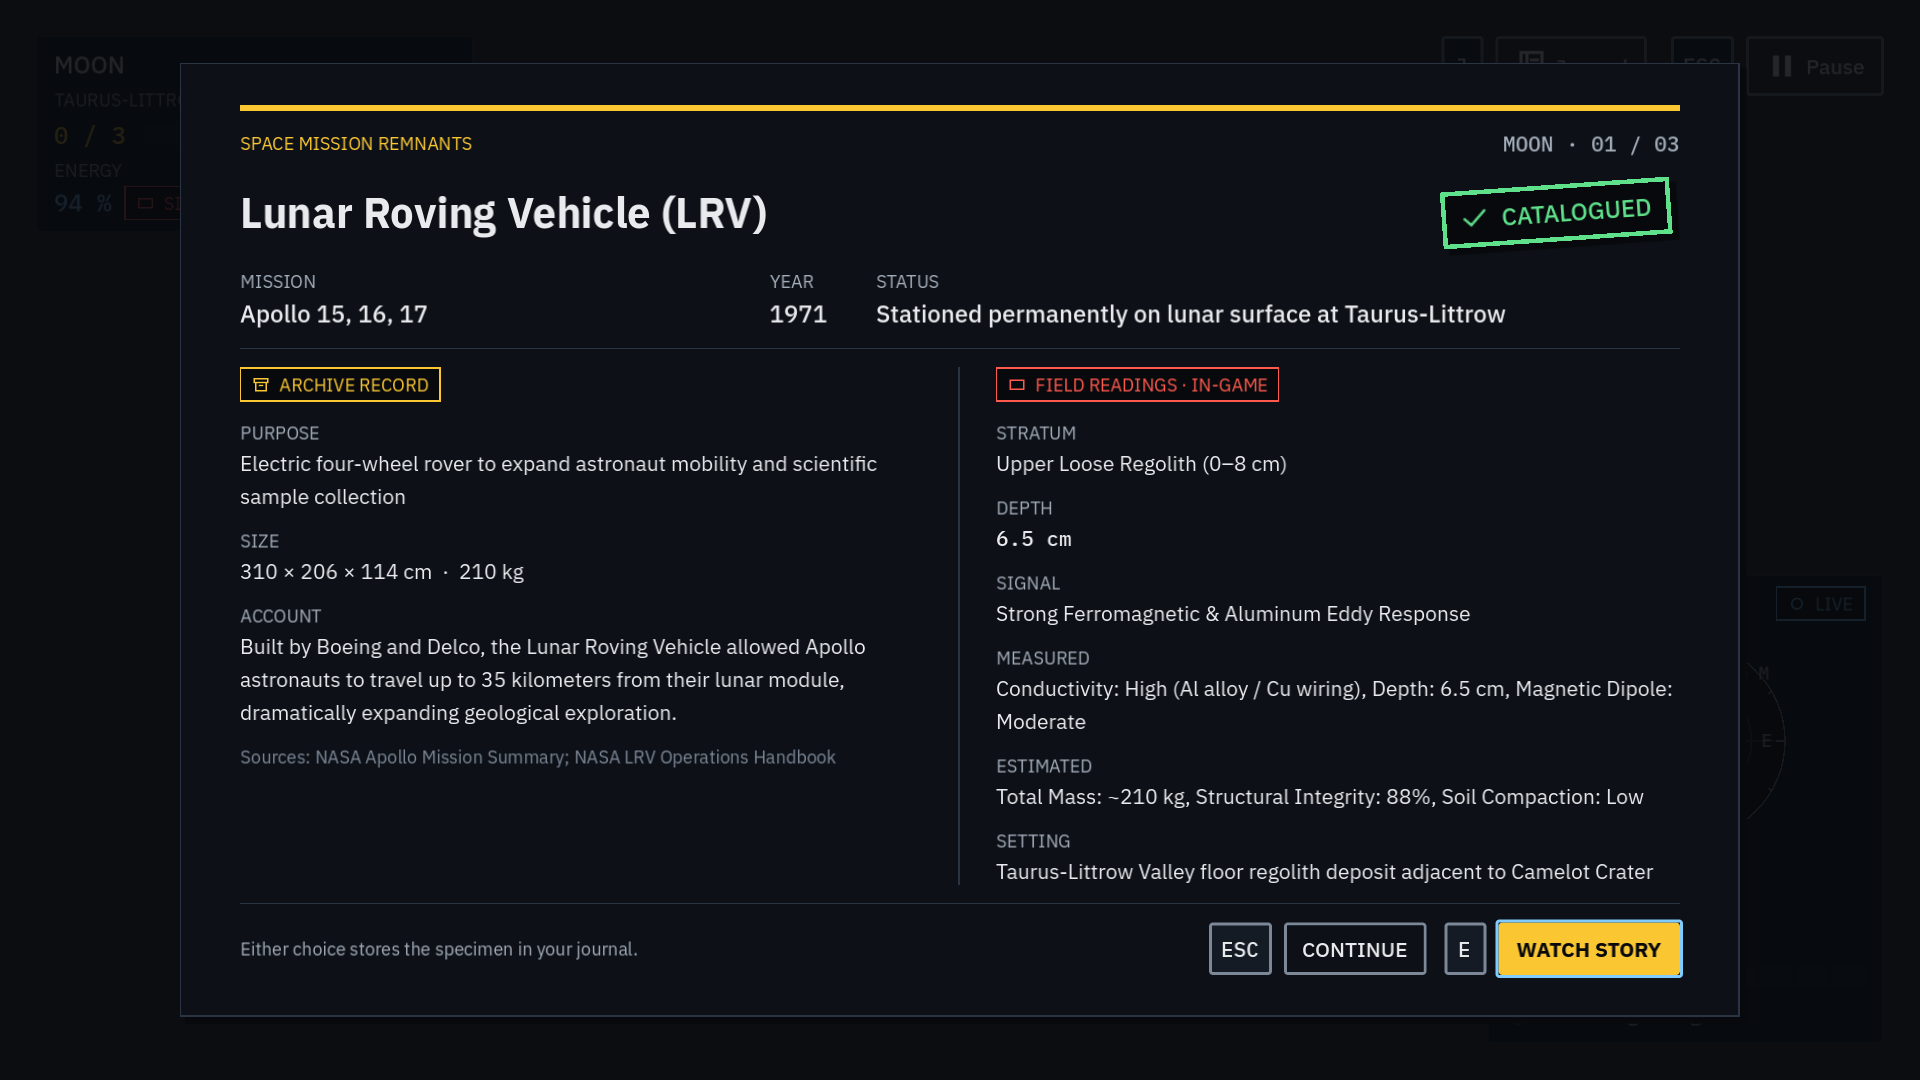 MOON
TAURUS-LITTR
0 / 3
ENERGY
94 %
ESC
Pause
SPACE MISSION REMNANTS
MOON · 01 / 03
Lunar Roving Vehicle (LRV)
CATALOGUED
MISSION
Apollo 15, 16, 17
YEAR
1971
STATUS
Stationed permanently on lunar surface at Taurus-Littrow
ARCHIVE RECORD
PURPOSE
Electric four-wheel rover to expand astronaut mobility and scientific
sample collection
SIZE
310 × 206 × 114 cm · 210 kg
ACCOUNT
Built by Boeing and Delco, the Lunar Roving Vehicle allowed Apollo
astronauts to travel up to 35 kilometers from their lunar module,
dramatically expanding geological exploration.
Sources: NASA Apollo Mission Summary; NASA LRV Operations Handbook
FIELD READINGS · IN-GAME
STRATUM
Upper Loose Regolith (0–8 cm)
DEPTH
6.5 cm
SIGNAL
Strong Ferromagnetic & Aluminum Eddy Response
MEASURED
Conductivity: High (Al alloy / Cu wiring), Depth: 6.5 cm, Magnetic Dipole:
Moderate
ESTIMATED
Total Mass: ~210 kg, Structural Integrity: 88%, Soil Compaction: Low
SETTING
Taurus-Littrow Valley floor regolith deposit adjacent to Camelot Crater
LIVE
M
E
Either choice stores the specimen in your journal.
ESC
CONTINUE
E
WATCH STORY